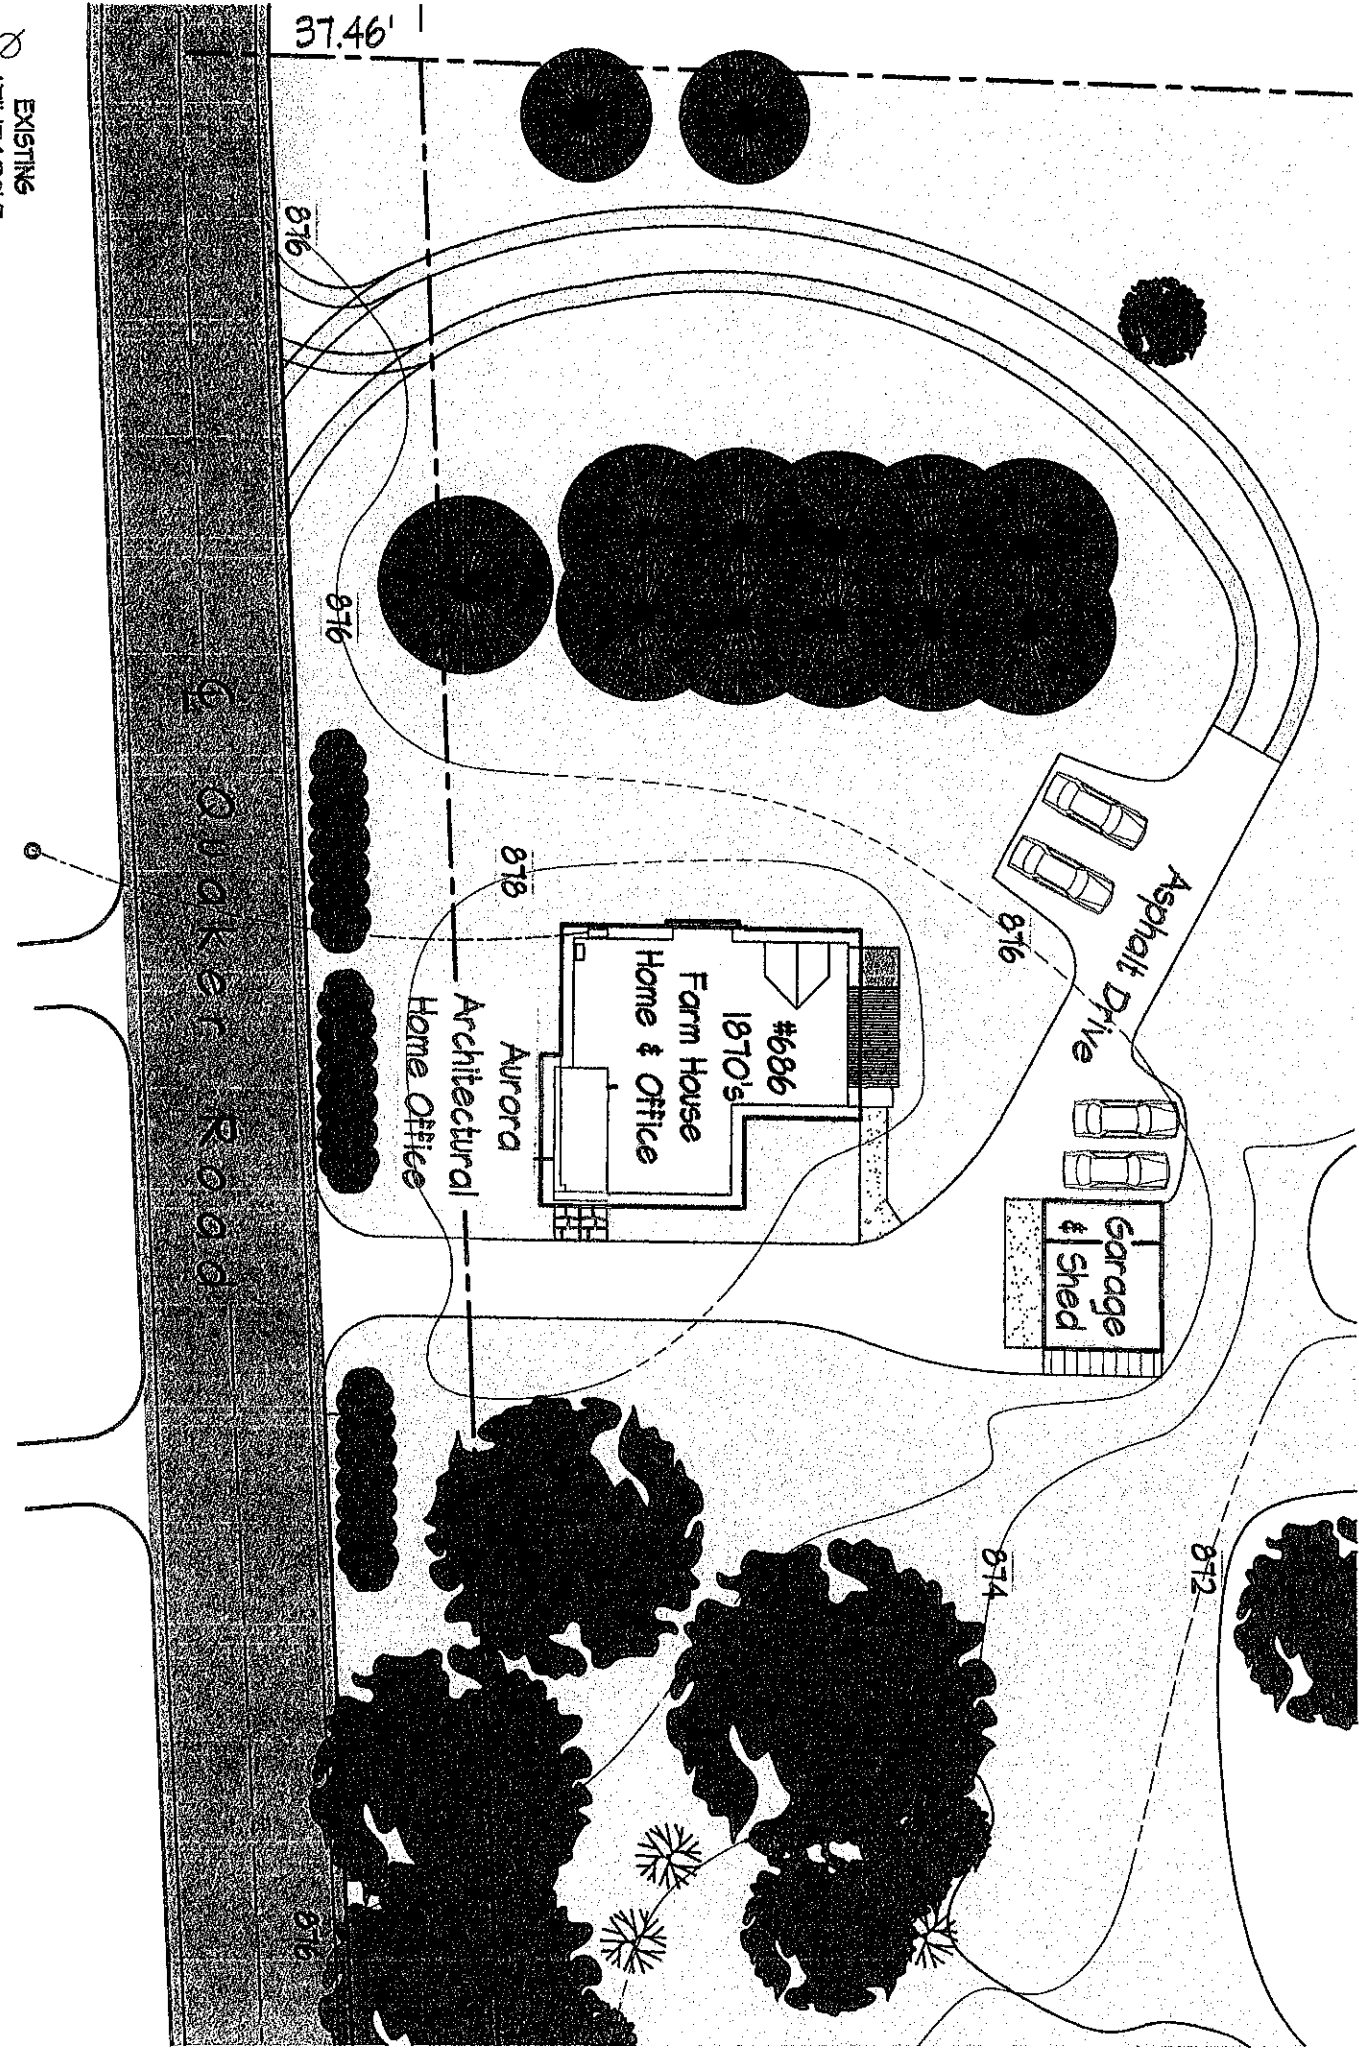 37.46'
EXISTING
876
876
℄ Quaker Road
878
876
Asphalt Drive
#686
1870's
Farm House
Home & Office
Aurora
Architectural
Home Office
Garage
& Shed
874
872
876